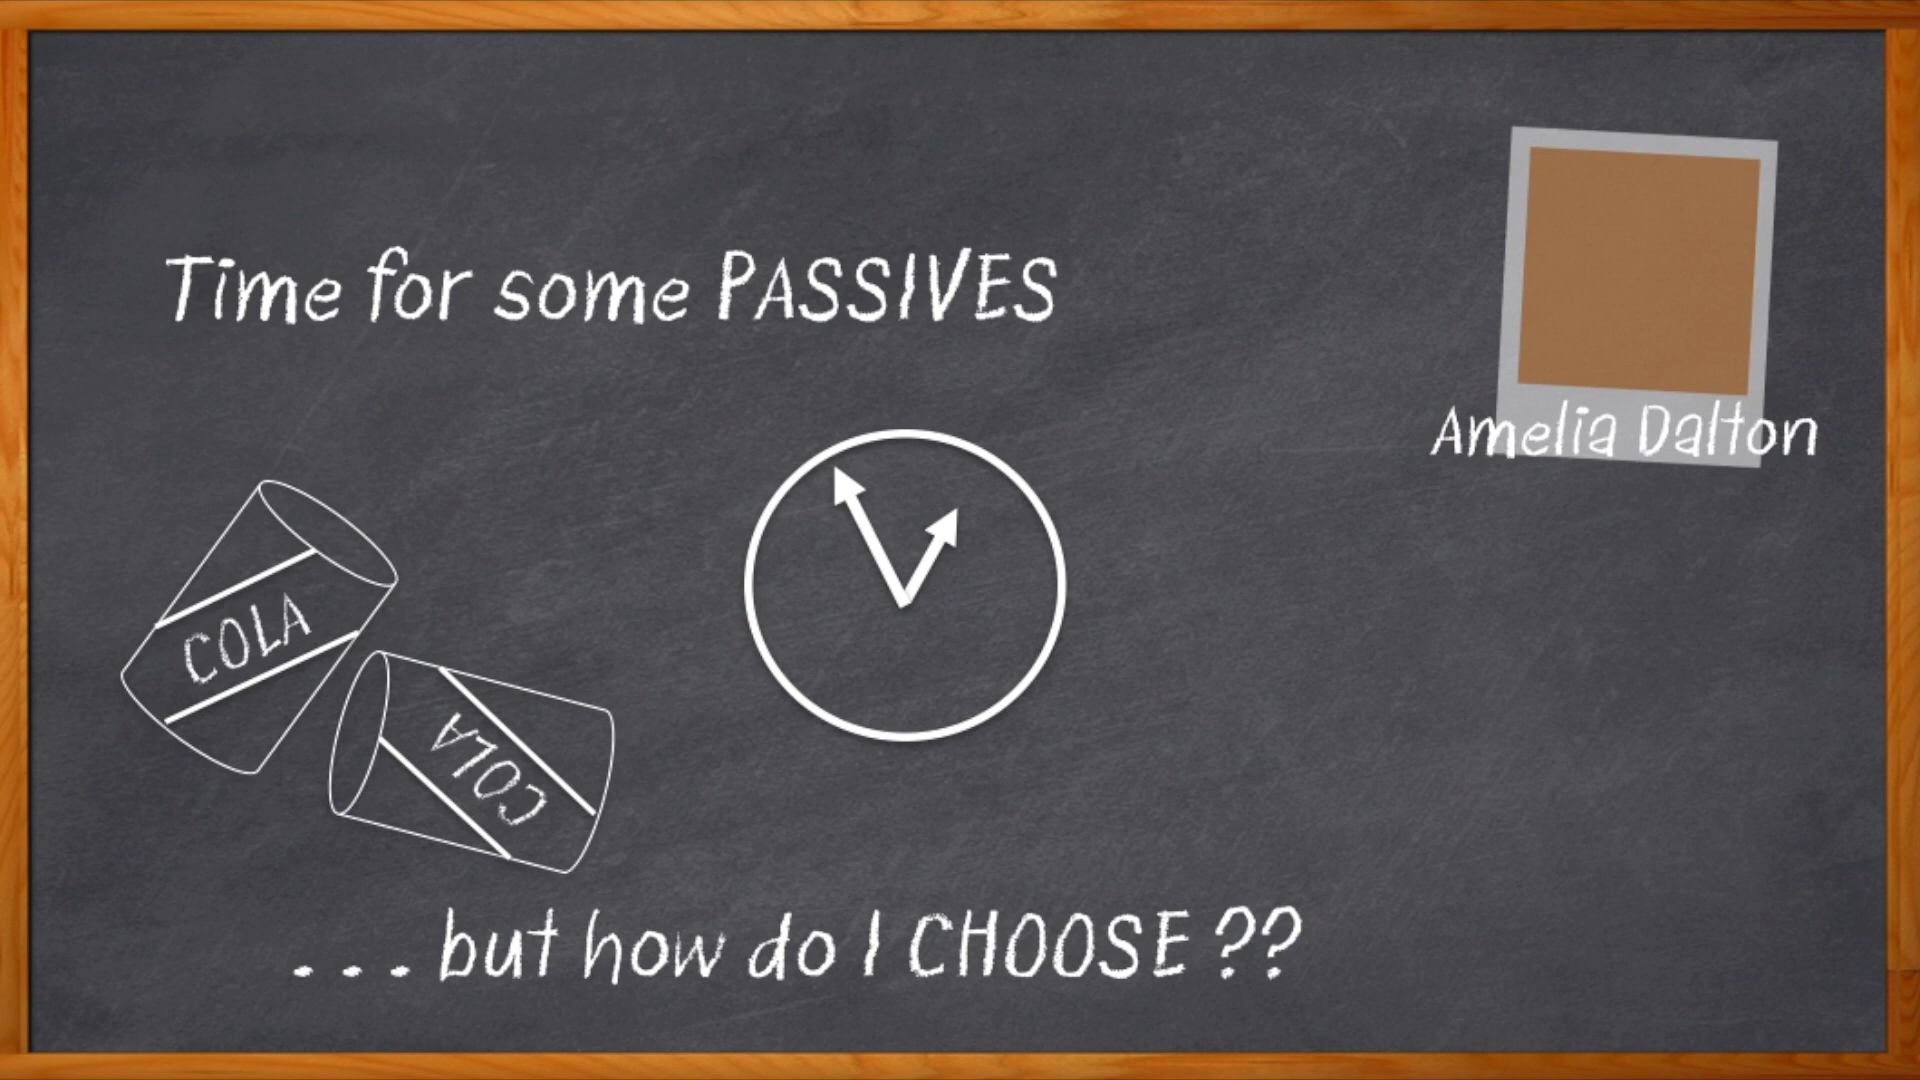 Time for some PASSIVES
Amelia Dalton
COLA
COLA
. . . but how do I CHOOSE ??